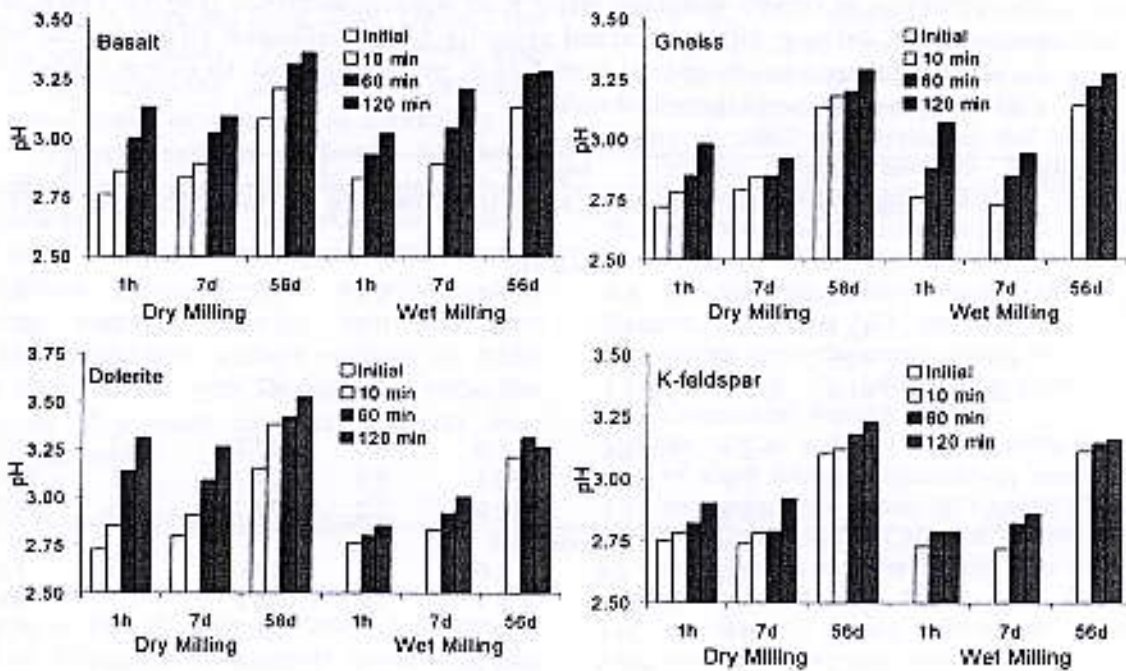 Basalt
Initial
10 min
60 min
120 min
pH
3.50
3.25
3.00
2.75
2.50
1h 7d 56d 1h 7d 56d
Dry Milling Wet Milling
Gneiss
Initial
10 min
60 min
120 min
pH
3.50
3.25
3.00
2.75
2.50
1h 7d 56d 1h 7d 56d
Dry Milling Wet Milling
Dolerite
Initial
10 min
60 min
120 min
pH
3.75
3.50
3.25
3.00
2.75
2.50
1h 7d 56d 1h 7d 56d
Dry Milling Wet Milling
K-feldspar
Initial
10 min
60 min
120 min
pH
3.50
3.25
3.00
2.75
2.50
1h 7d 56d 1h 7d 56d
Dry Milling Wet Milling